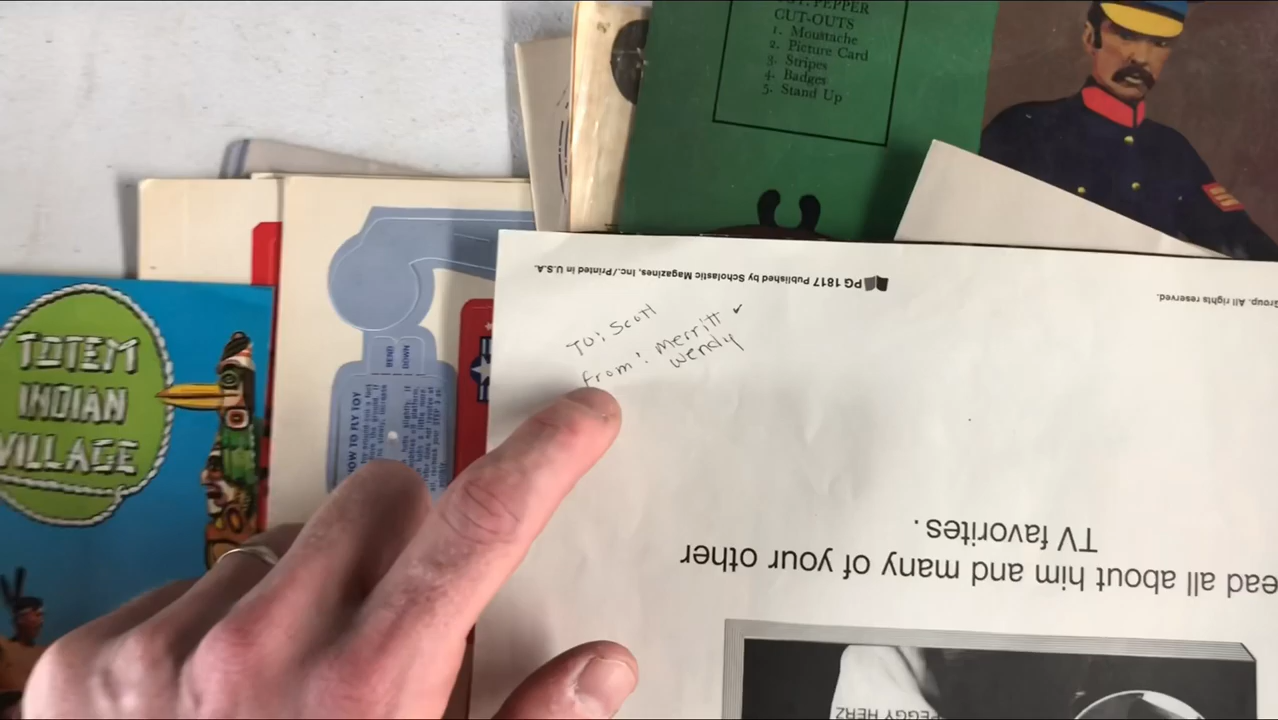 SGT. PEPPER
CUT-OUTS
1. Moustache
2. Picture Card
3. Stripes
4. Badges
5. Stand Up
TOTEM
INDIAN
VILLAGE
BEND
DOWN
HOW TO FLY TOY
PG 1817 Published by Scholastic Magazines, Inc./Printed in U.S.A.
Group. All rights reserved.
To: Scott
From: Merritt ✓
Wendy
ead all about him and many of your other
TV favorites.
PEGGY HERZ